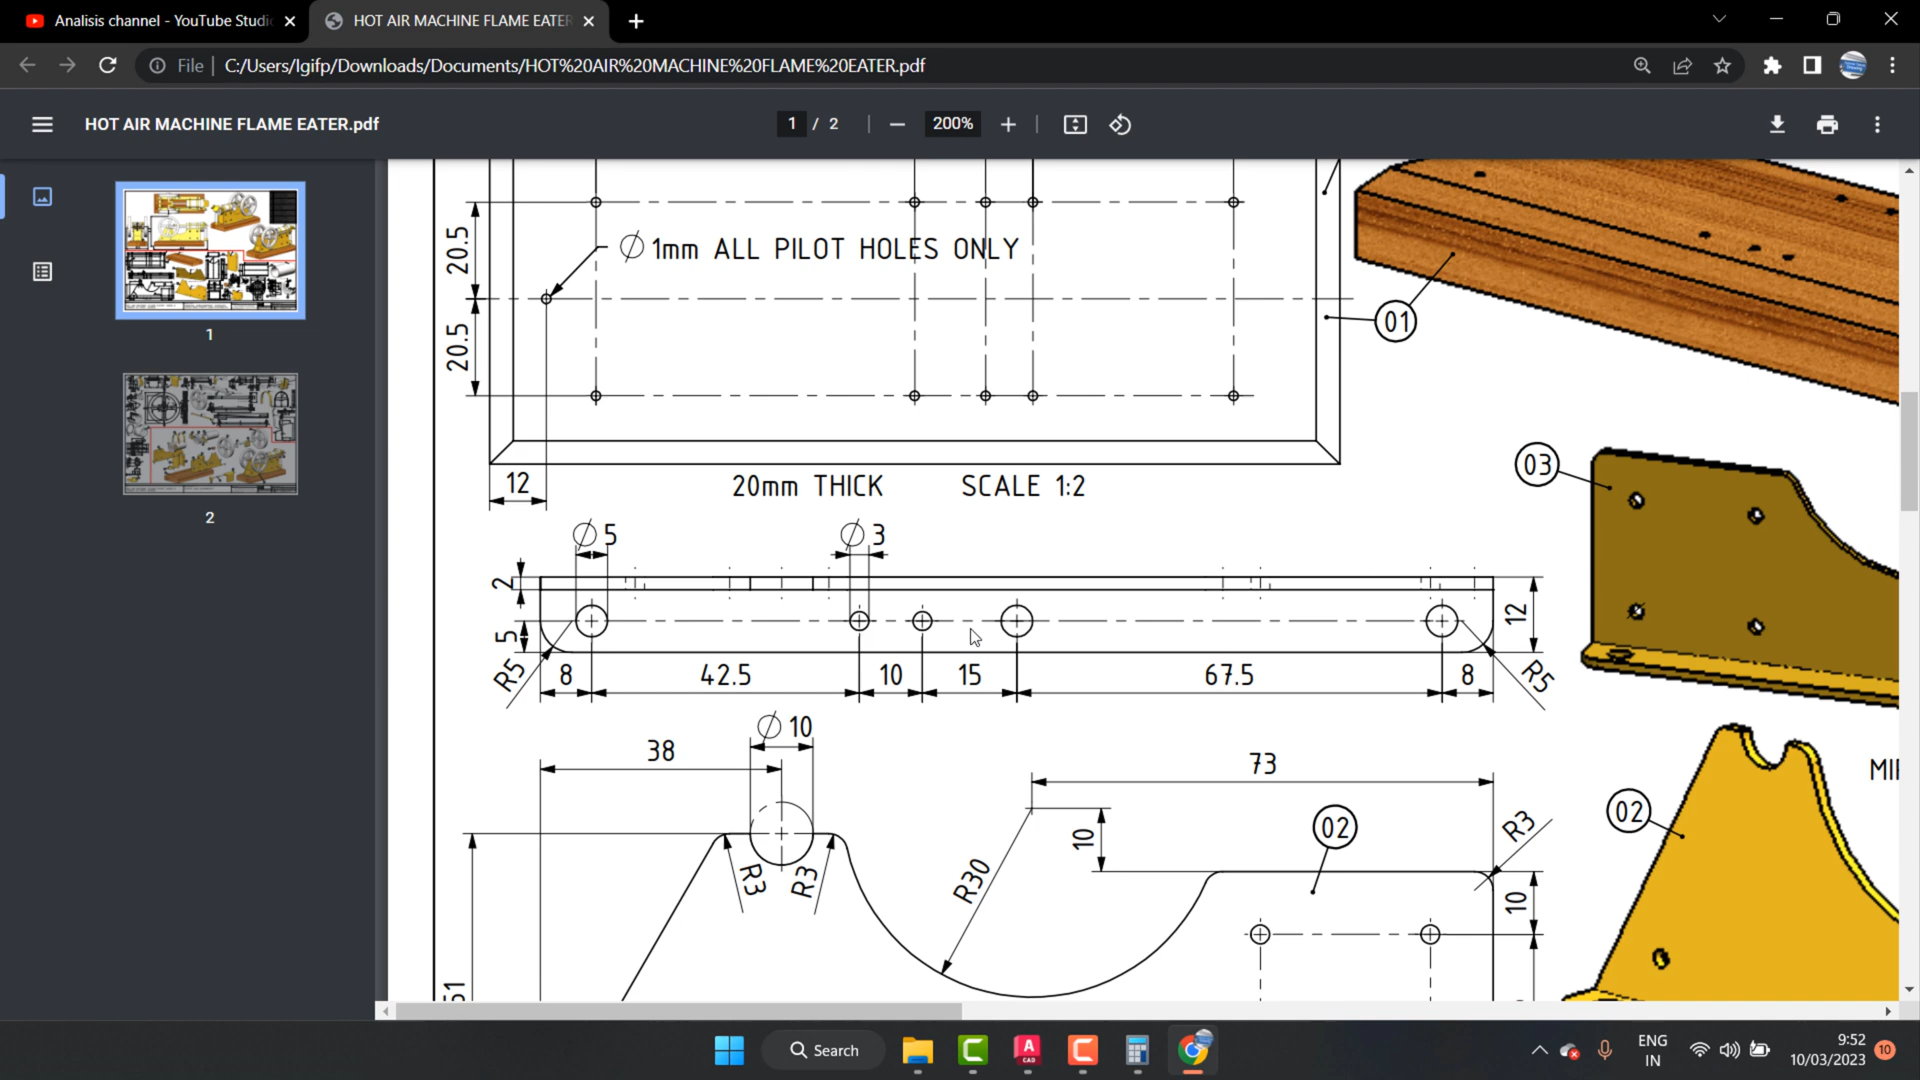 Analisis channel - YouTube Studi
HOT AIR MACHINE FLAME EATER
File
C:/Users/lgifp/Downloads/Documents/HOT%20AIR%20MACHINE%20FLAME%20EATER.pdf
HOT AIR MACHINE FLAME EATER.pdf
1 / 2
200%
1
2
20.5
20.5
∅ 1mm ALL PILOT HOLES ONLY
01
12
20mm THICK SCALE 1:2
03
∅ 5
∅ 3
2
5
12
R5
8
42.5
10
15
67.5
8
R5
∅ 10
38
73
10
02
R3
R3
R3
R30
10
02
MIR
51
Search
ENG
IN
9:52
10/03/2023
10